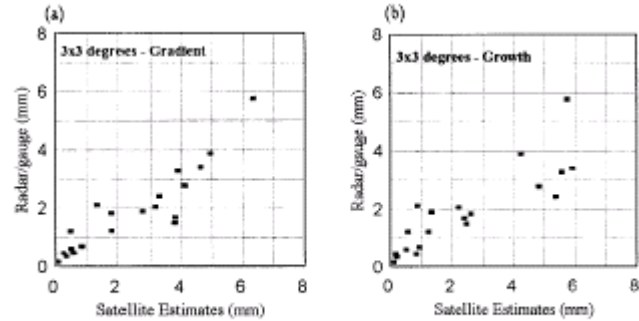 (a)
3x3 degrees - Gradient
Radar/gauge (mm)
8
6
4
2
0
0 2 4 6 8
Satellite Estimates (mm)
(b)
3x3 degrees - Growth
Radar/gauge (mm)
8
6
4
2
0
0 2 4 6 8
Satellite Estimates (mm)